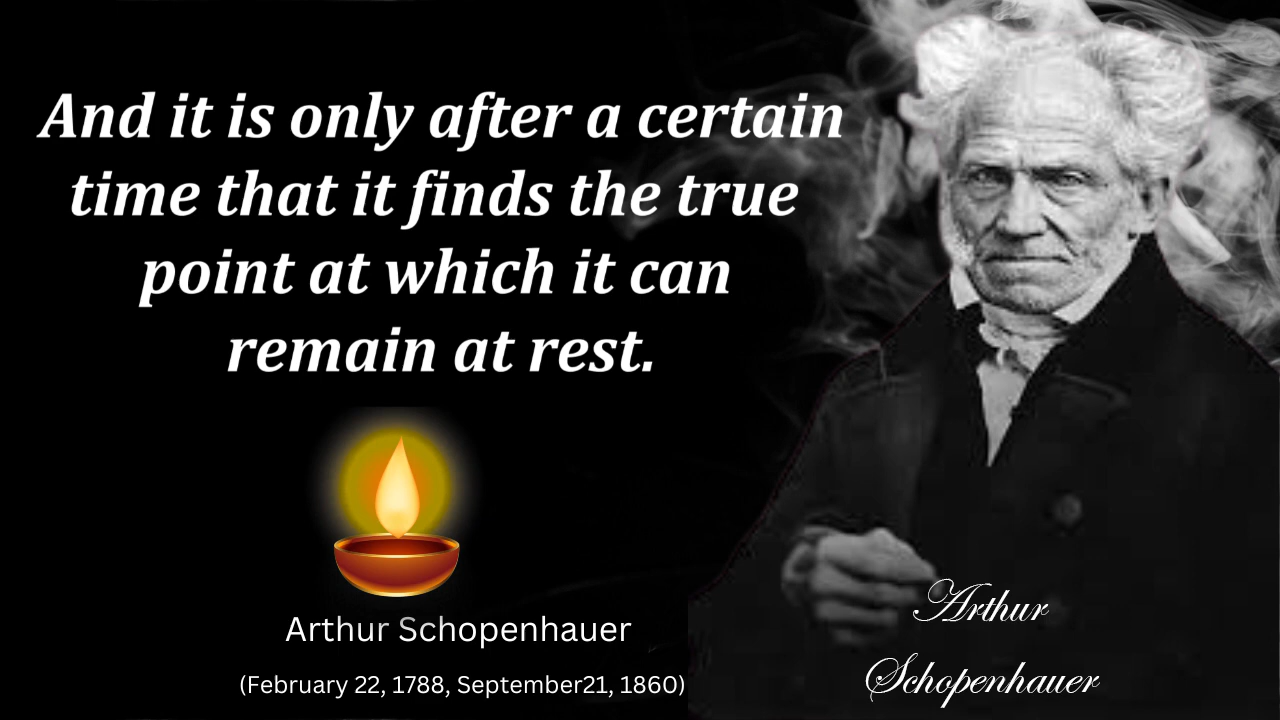 And it is only after a certain
time that it finds the true
point at which it can
remain at rest.
Arthur Schopenhauer
(February 22, 1788, September21, 1860)
Arthur
Schopenhauer